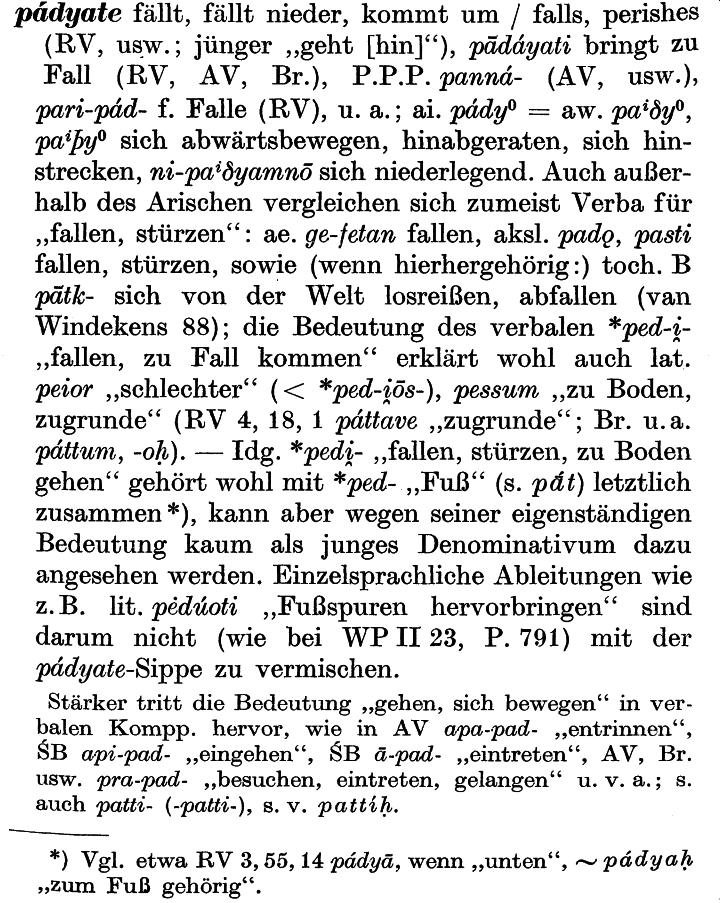 pádyate fällt, fällt nieder, kommt um / falls, perishes
(RV, usw.; jünger „geht [hin]“), pādáyati bringt zu
Fall (RV, AV, Br.), P.P.P. panná- (AV, usw.),
pari-pád- f. Falle (RV), u. a.; ai. pády⁰ = aw. paⁱδy⁰,
paⁱþy⁰ sich abwärtsbewegen, hinabgeraten, sich hin-
strecken, ni-paⁱδyamnō sich niederlegend. Auch außer-
halb des Arischen vergleichen sich zumeist Verba für
„fallen, stürzen“: ae. ge-fetan fallen, aksl. padǫ, pasti
fallen, stürzen, sowie (wenn hierhergehörig:) toch. B
pātk- sich von der Welt losreißen, abfallen (van
Windekens 88); die Bedeutung des verbalen *ped-i̯-
„fallen, zu Fall kommen“ erklärt wohl auch lat.
peior „schlechter“ (< *ped-i̯ōs-), pessum „zu Boden,
zugrunde“ (RV 4, 18, 1 páttave „zugrunde“; Br. u. a.
páttum, -oḥ). — Idg. *pedi̯- „fallen, stürzen, zu Boden
gehen“ gehört wohl mit *ped- „Fuß“ (s. pát) letztlich
zusammen*), kann aber wegen seiner eigenständigen
Bedeutung kaum als junges Denominativum dazu
angesehen werden. Einzelsprachliche Ableitungen wie
z. B. lit. pėdúoti „Fußspuren hervorbringen“ sind
darum nicht (wie bei WP II 23, P. 791) mit der
pádyate-Sippe zu vermischen.
Stärker tritt die Bedeutung „gehen, sich bewegen“ in ver-
balen Kompp. hervor, wie in AV apa-pad- „entrinnen“,
ŚB api-pad- „eingehen“, ŚB ā-pad- „eintreten“, AV, Br.
usw. pra-pad- „besuchen, eintreten, gelangen“ u. v. a.; s.
auch patti- (-patti-), s. v. pattíḥ.
*) Vgl. etwa RV 3, 55, 14 pádyā, wenn „unten“, ~ pádyaḥ
„zum Fuß gehörig“.